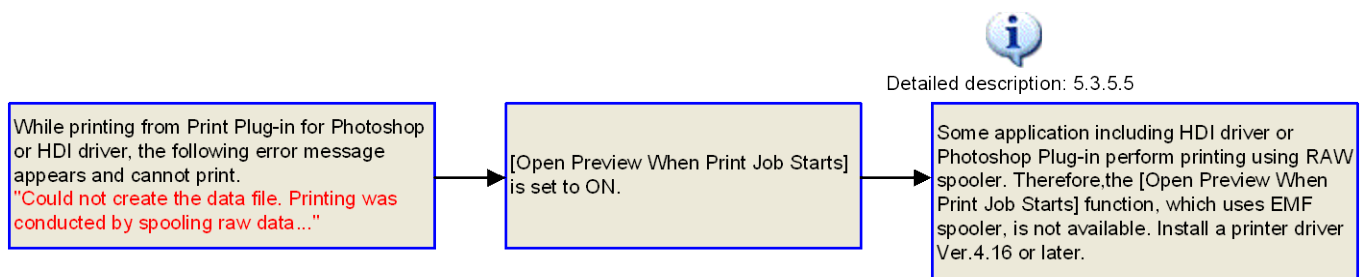 Detailed description: 5.3.5.5
While printing from Print Plug-in for Photoshop
or HDI driver, the following error message
appears and cannot print.
"Could not create the data file. Printing was
conducted by spooling raw data..."
[Open Preview When Print Job Starts]
is set to ON.
Some application including HDI driver or
Photoshop Plug-in perform printing using RAW
spooler. Therefore,the [Open Preview When
Print Job Starts] function, which uses EMF
spooler, is not available. Install a printer driver
Ver.4.16 or later.